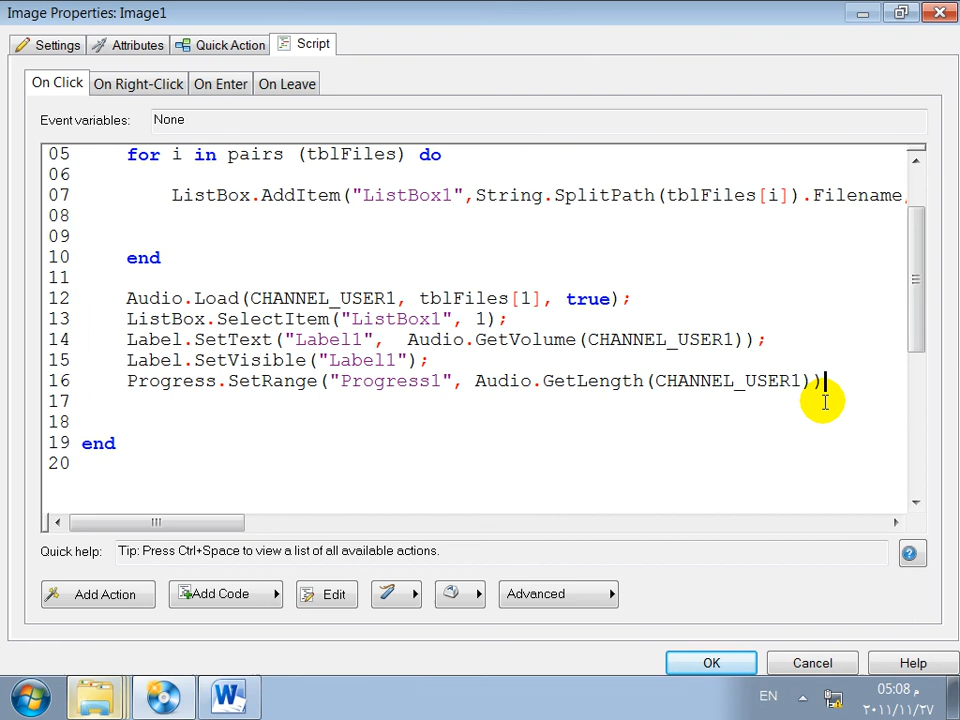 Image Properties: Image1
Settings Attributes Quick Action Script
On Click On Right-Click On Enter On Leave
Event variables: None
05 for i in pairs (tblFiles) do
06
07 ListBox.AddItem("ListBox1",String.SplitPath(tblFiles[i]).Filename,
08
09
10 end
11
12 Audio.Load(CHANNEL_USER1, tblFiles[1], true);
13 ListBox.SelectItem("ListBox1", 1);
14 Label.SetText("Label1", Audio.GetVolume(CHANNEL_USER1));
15 Label.SetVisible("Label1");
16 Progress.SetRange("Progress1", Audio.GetLength(CHANNEL_USER1))
17
18
19 end
20
Quick help: Tip: Press Ctrl+Space to view a list of all available actions.
Add Action Add Code Edit Advanced
OK Cancel Help
W EN 05:08 م
٢٠١١/١١/٢٧